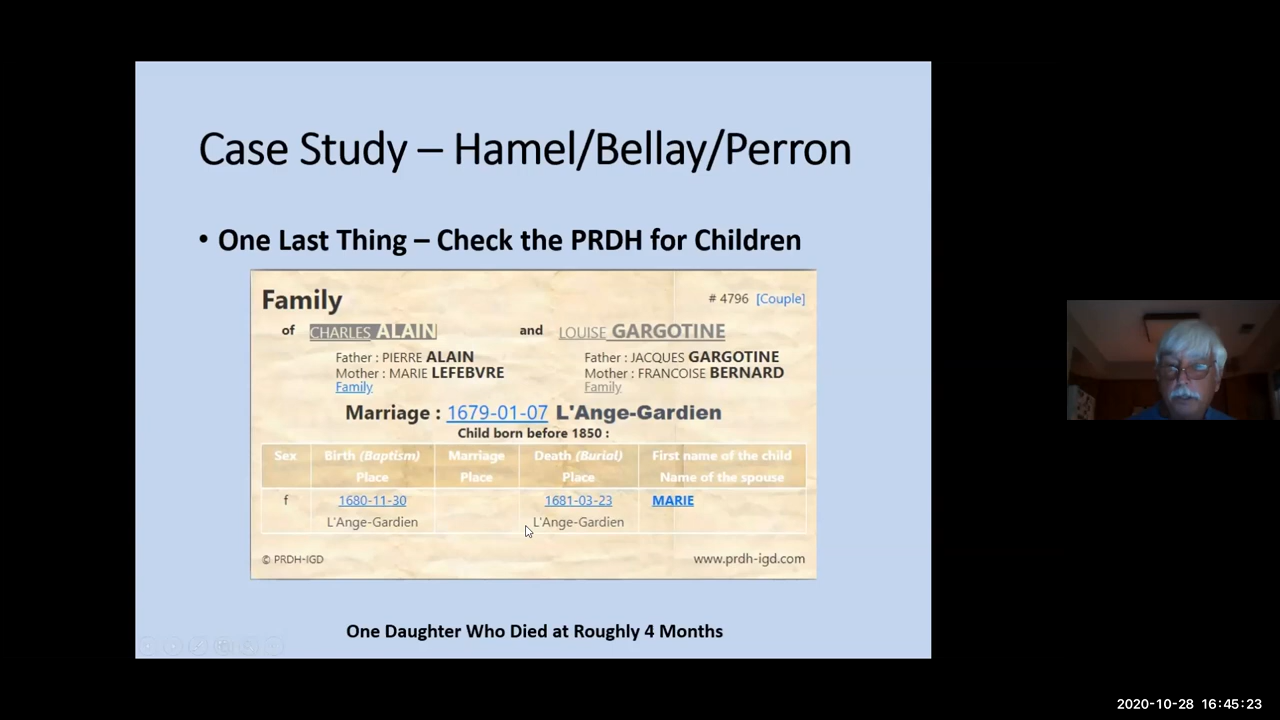 Case Study – Hamel/Bellay/Perron
• One Last Thing – Check the PRDH for Children
Family
# 4796 [Couple]
of CHARLES ALAIN and LOUISE GARGOTINE
Father : PIERRE ALAIN Father : JACQUES GARGOTINE
Mother : MARIE LEFEBVRE Mother : FRANCOISE BERNARD
Family Family
Marriage : 1679-01-07 L'Ange-Gardien
Child born before 1850 :
Sex Birth (Baptism) Marriage Death (Burial) First name of the child
Place Place Place Name of the spouse
f 1680-11-30 1681-03-23 MARIE
L'Ange-Gardien L'Ange-Gardien
© PRDH-IGD www.prdh-igd.com
One Daughter Who Died at Roughly 4 Months
2020-10-28 16:45:23